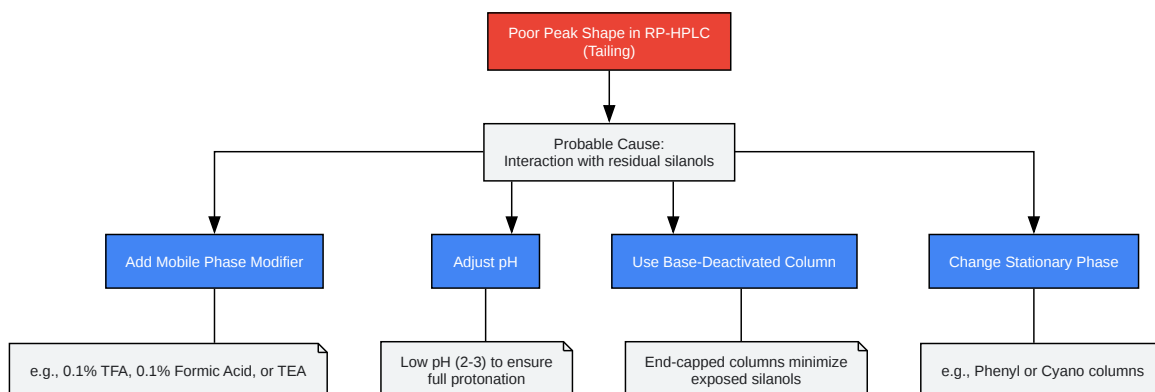 Poor Peak Shape in RP-HPLC
(Tailing)
Probable Cause:
Interaction with residual silanols
Add Mobile Phase Modifier
Adjust pH
Use Base-Deactivated Column
Change Stationary Phase
e.g., 0.1% TFA, 0.1% Formic Acid, or TEA
Low pH (2-3) to ensure
full protonation
End-capped columns minimize
exposed silanols
e.g., Phenyl or Cyano columns